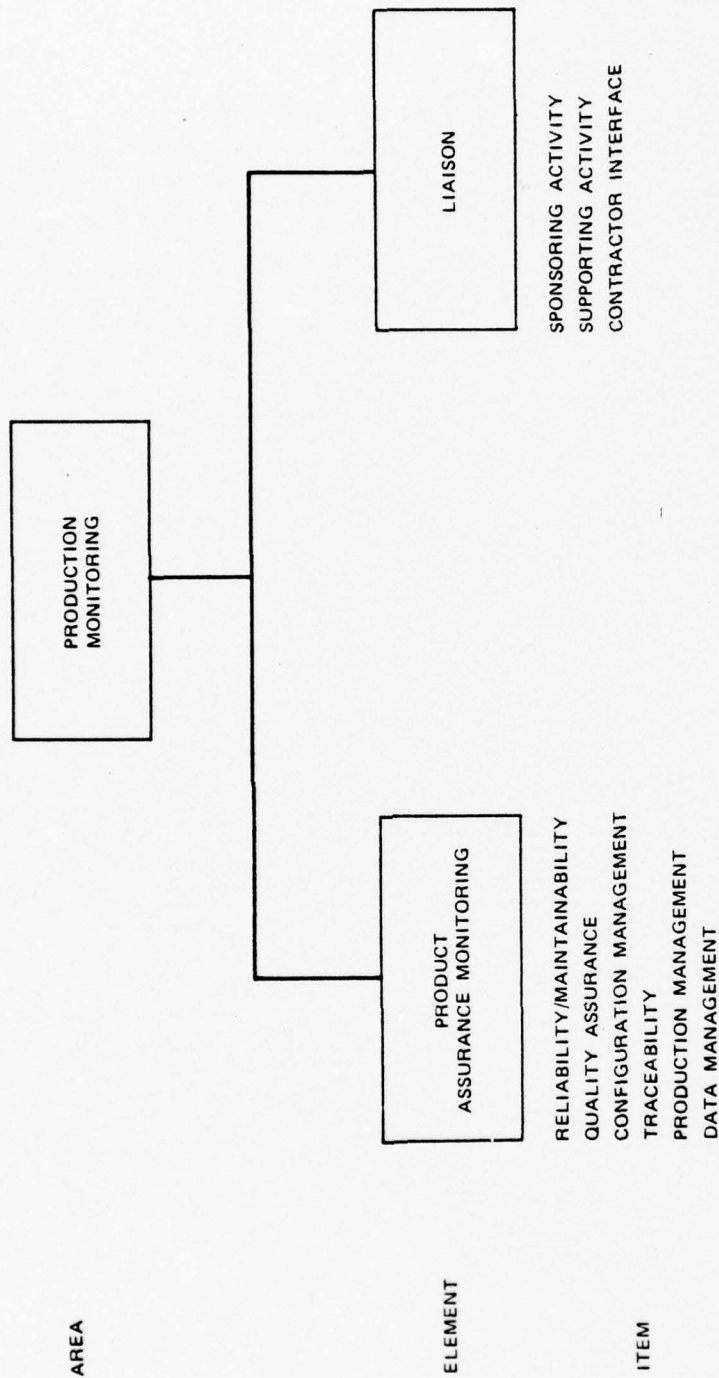 AREA
PRODUCTION
MONITORING
ELEMENT
PRODUCT
ASSURANCE MONITORING
LIAISON
ITEM
RELIABILITY/MAINTAINABILITY
QUALITY ASSURANCE
CONFIGURATION MANAGEMENT
TRACEABILITY
PRODUCTION MANAGEMENT
DATA MANAGEMENT
SPONSORING ACTIVITY
SUPPORTING ACTIVITY
CONTRACTOR INTERFACE